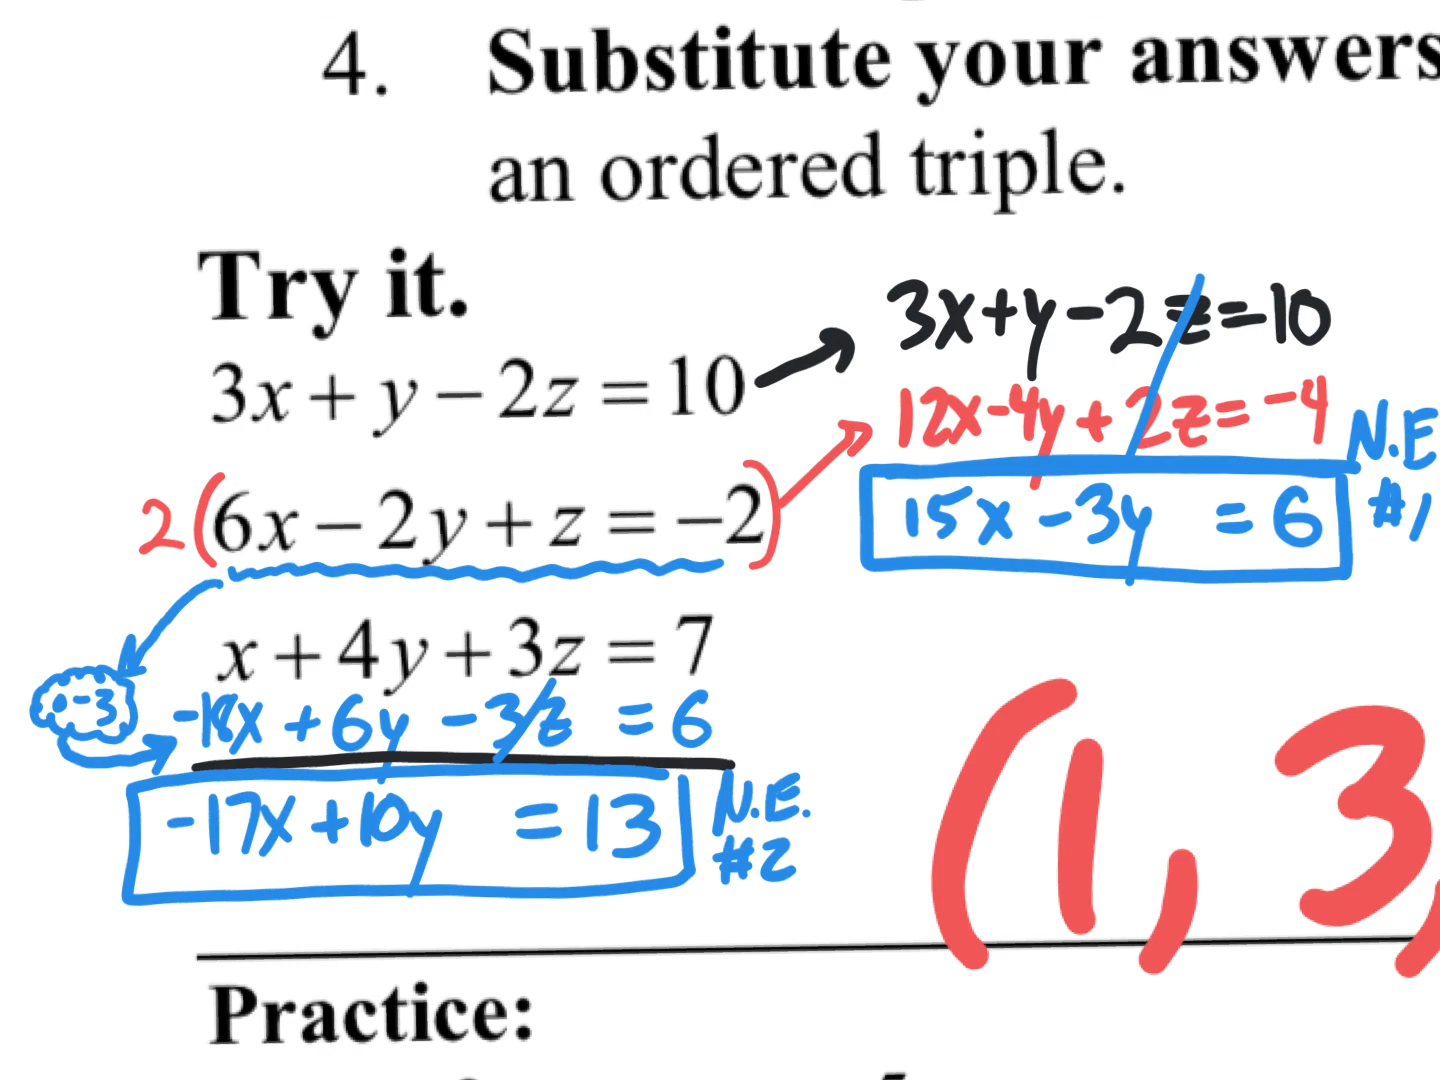 4. Substitute your answers
an ordered triple.
Try it.
3x + y − 2z = 10
3x+y-2z=10
12x-4y+2z=-4
N.E
#1
2(6x − 2y + z = −2)
15x-3y = 6
x + 4y + 3z = 7
·-3
-18x +6y -3z = 6
-17x+10y = 13
N.E.
#2
(1, 3,
Practice: